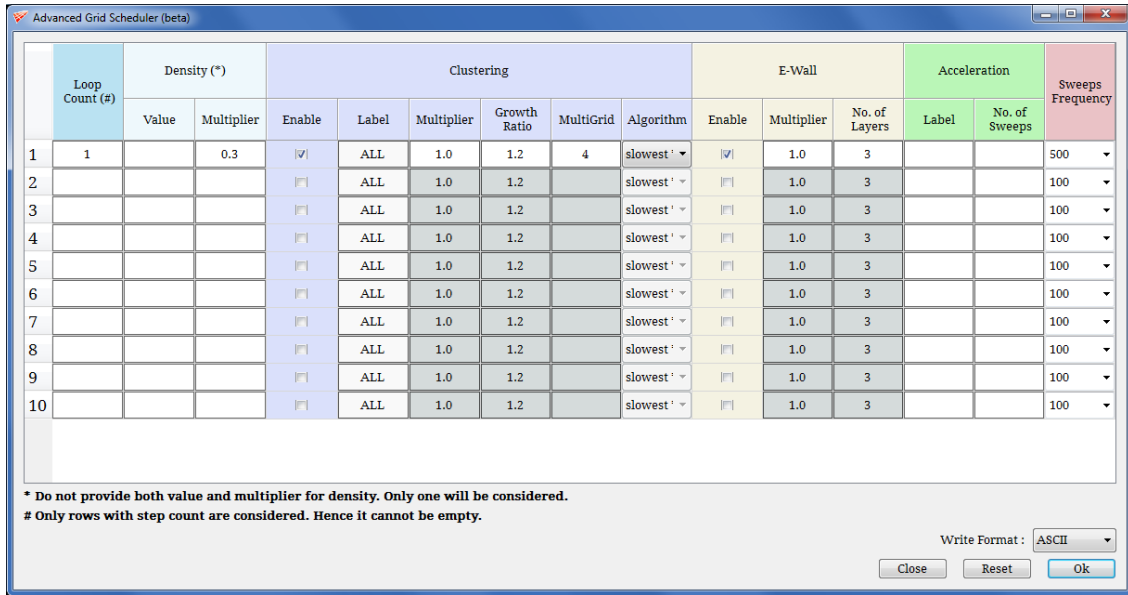 Advanced Grid Scheduler (beta)
Loop Count (#) Density (*) Clustering E-Wall Acceleration Sweeps Frequency
Value Multiplier Enable Label Multiplier Growth Ratio MultiGrid Algorithm Enable Multiplier No. of Layers Label No. of Sweeps
1 1 0.3 ALL 1.0 1.2 4 slowest 1.0 3 500
2 ALL 1.0 1.2 slowest 1.0 3 100
3 ALL 1.0 1.2 slowest 1.0 3 100
4 ALL 1.0 1.2 slowest 1.0 3 100
5 ALL 1.0 1.2 slowest 1.0 3 100
6 ALL 1.0 1.2 slowest 1.0 3 100
7 ALL 1.0 1.2 slowest 1.0 3 100
8 ALL 1.0 1.2 slowest 1.0 3 100
9 ALL 1.0 1.2 slowest 1.0 3 100
10 ALL 1.0 1.2 slowest 1.0 3 100
* Do not provide both value and multiplier for density. Only one will be considered.
# Only rows with step count are considered. Hence it cannot be empty.
Write Format : ASCII
Close Reset Ok